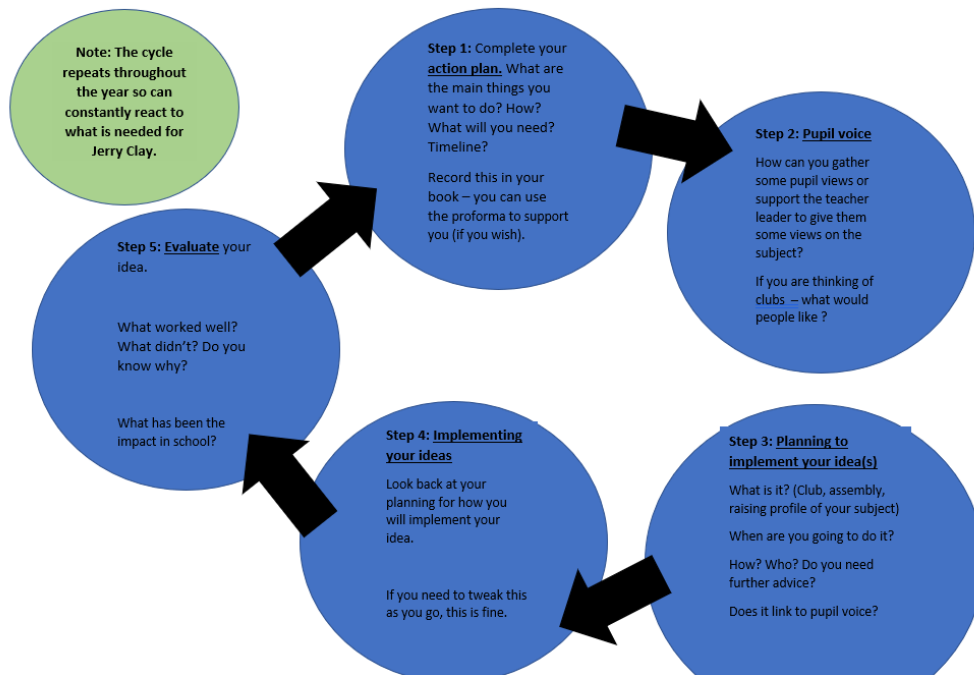 Note: The cycle
repeats throughout
the year so can
constantly react to
what is needed for
Jerry Clay.
Step 1: Complete your
action plan. What are
the main things you
want to do? How?
What will you need?
Timeline?
Record this in your
book – you can use
the proforma to support
you (if you wish).
Step 2: Pupil voice
How can you gather
some pupil views or
support the teacher
leader to give them
some views on the
subject?
If you are thinking of
clubs – what would
people like ?
Step 3: Planning to
implement your idea(s)
What is it? (Club, assembly,
raising profile of your subject)
When are you going to do it?
How? Who? Do you need
further advice?
Does it link to pupil voice?
Step 4: Implementing
your ideas
Look back at your
planning for how you
will implement your
idea.
If you need to tweak this
as you go, this is fine.
Step 5: Evaluate your
idea.
What worked well?
What didn't? Do you
know why?
What has been the
impact in school?